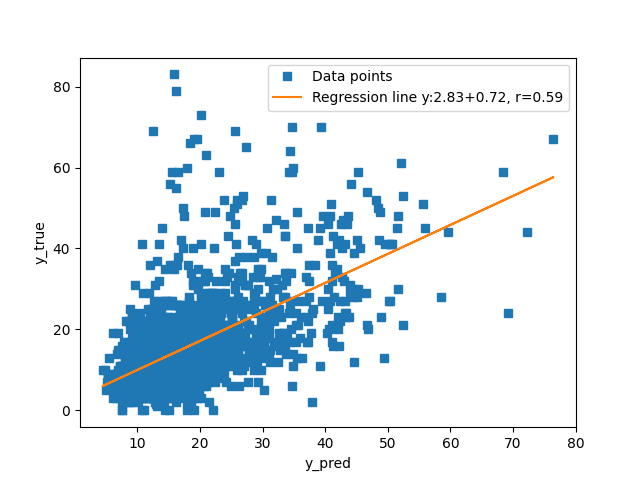 Data points
Regression line y:2.83+0.72, r=0.59
y_true
80
60
40
20
0
10 20 30 40 50 60 70 80
y_pred